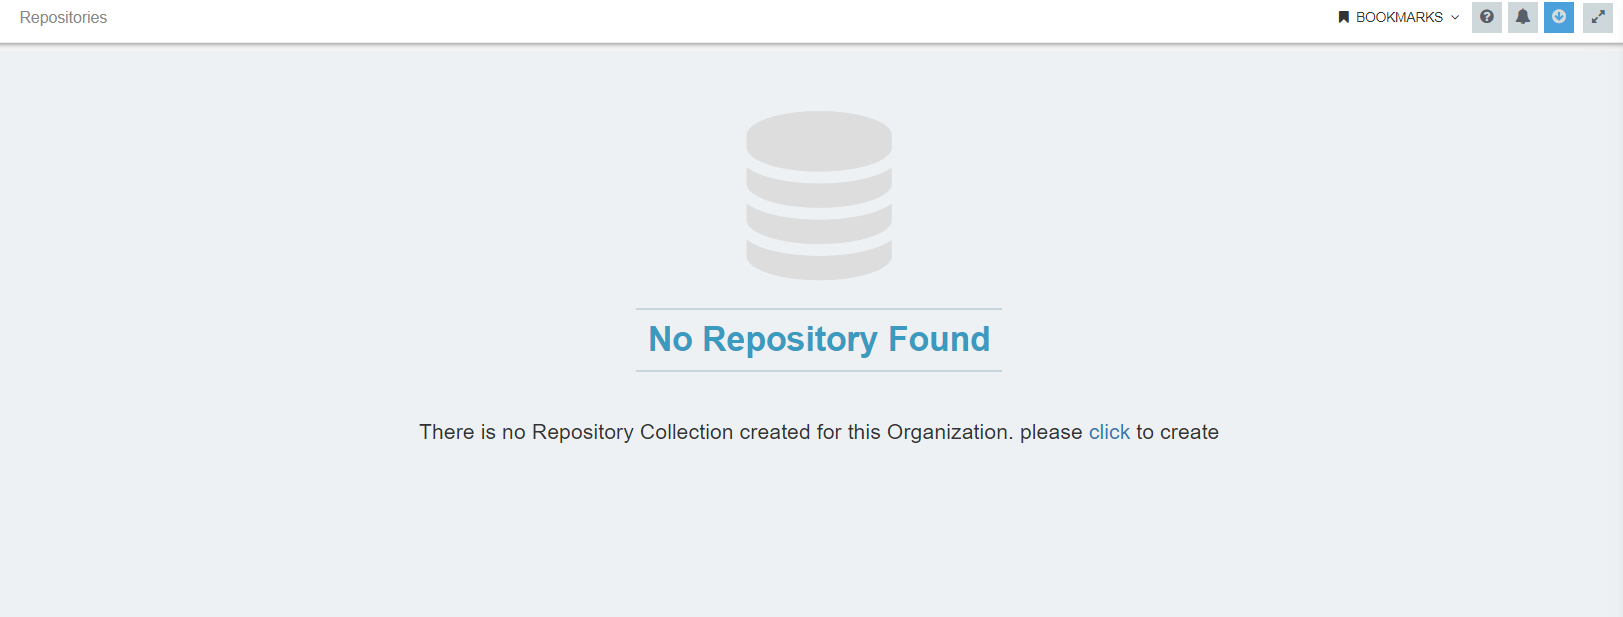 Repositories
BOOKMARKS
No Repository Found
There is no Repository Collection created for this Organization. please click to create